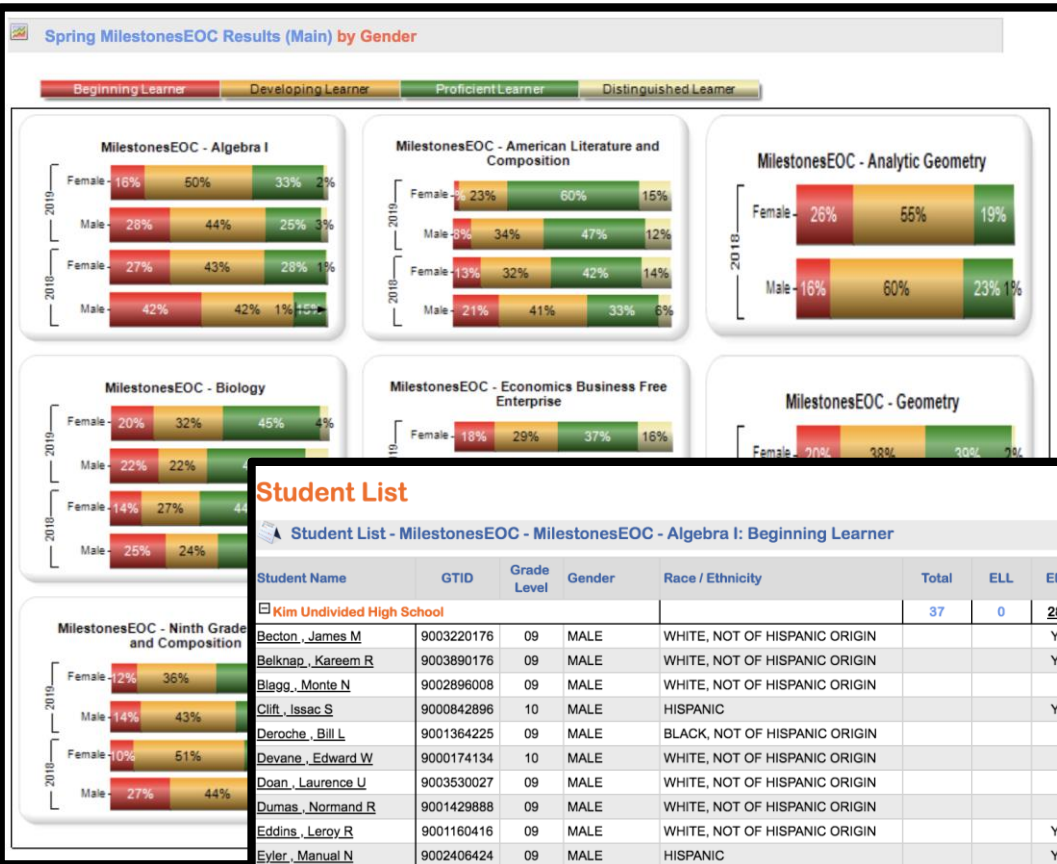 Spring MilestonesEOC Results (Main) by Gender
Beginning Learner Developing Learner Proficient Learner Distinguished Learner
MilestonesEOC - Algebra I
2019
Female 16% 50% 33% 2%
Male 28% 44% 25% 3%
2018
Female 27% 43% 28% 1%
Male 42% 42% 1% 15%
MilestonesEOC - American Literature and
Composition
2019
Female 23% 60% 15%
Male 8% 34% 47% 12%
2018
Female 13% 32% 42% 14%
Male 21% 41% 33% 6%
MilestonesEOC - Analytic Geometry
2018
Female 26% 55% 19%
Male 16% 60% 23% 1%
MilestonesEOC - Biology
2019
Female 20% 32% 45% 4%
Male 22% 22%
2018
Female 14% 27% 44
Male 25% 24%
MilestonesEOC - Economics Business Free
Enterprise
2019
Female 18% 29% 37% 16%
MilestonesEOC - Geometry
Female 20% 38% 39% 2%
MilestonesEOC - Ninth Grade
and Composition
2019
Female 12% 36%
Male 14% 43%
2018
Female 10% 51%
Male 27% 44%
Student List
Student List - MilestonesEOC - MilestonesEOC - Algebra I: Beginning Learner
Student Name GTID Grade Level Gender Race / Ethnicity Total ELL
Kim Undivided High School 37 0
Becton , James M 9003220176 09 MALE WHITE, NOT OF HISPANIC ORIGIN Y
Belknap , Kareem R 9003890176 09 MALE WHITE, NOT OF HISPANIC ORIGIN Y
Blagg , Monte N 9002896008 09 MALE WHITE, NOT OF HISPANIC ORIGIN
Clift , Issac S 9000842896 10 MALE HISPANIC Y
Deroche , Bill L 9001364225 09 MALE BLACK, NOT OF HISPANIC ORIGIN
Devane , Edward W 9000174134 10 MALE WHITE, NOT OF HISPANIC ORIGIN
Doan , Laurence U 9003530027 09 MALE WHITE, NOT OF HISPANIC ORIGIN
Dumas , Normand R 9001429888 09 MALE WHITE, NOT OF HISPANIC ORIGIN
Eddins , Leroy R 9001160416 09 MALE WHITE, NOT OF HISPANIC ORIGIN Y
Eyler , Manual N 9002406424 09 MALE HISPANIC Y